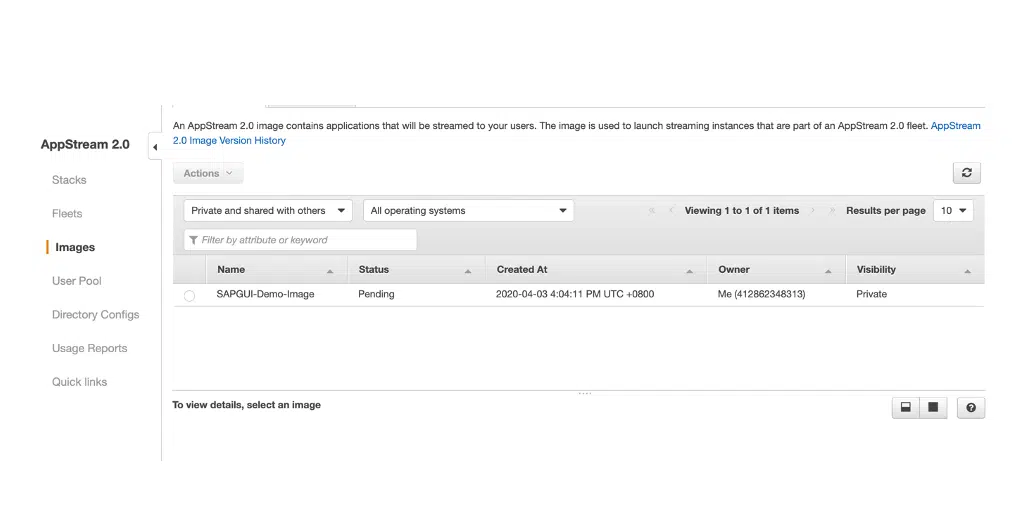 An AppStream 2.0 image contains applications that will be streamed to your users. The image is used to launch streaming instances that are part of an AppStream 2.0 fleet. AppStream
2.0 Image Version History
AppStream 2.0
Stacks
Fleets
Images
User Pool
Directory Configs
Usage Reports
Quick links
Actions
Private and shared with others All operating systems « ‹ Viewing 1 to 1 of 1 items › » Results per page 10
Filter by attribute or keyword
Name Status Created At Owner Visibility
SAPGUI-Demo-Image Pending 2020-04-03 4:04:11 PM UTC +0800 Me (412862348313) Private
To view details, select an image
?